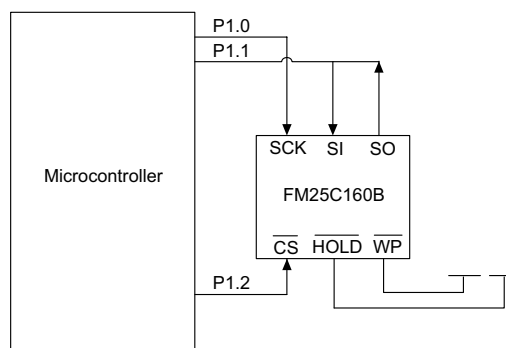 P1.0
P1.1
SCK SI SO
Microcontroller
FM25C160B
CS HOLD WP
P1.2